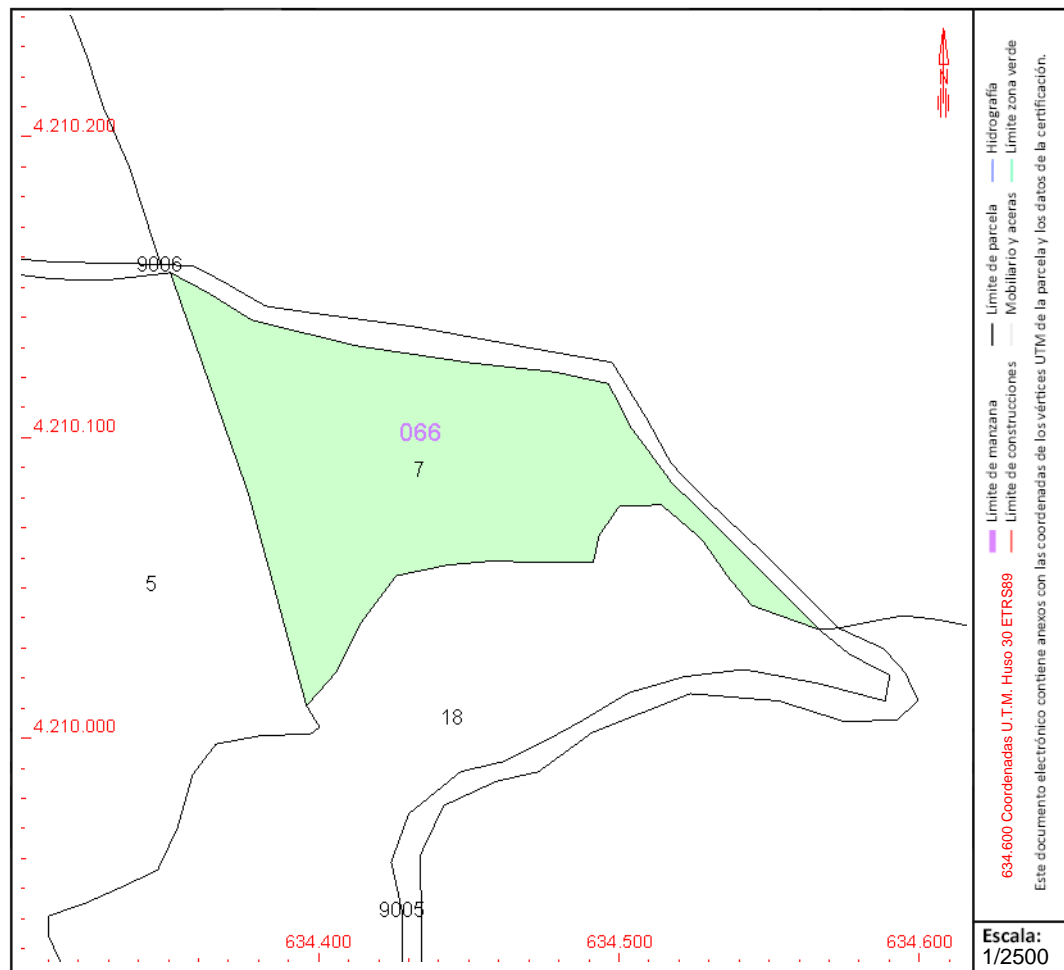 4.210.200
9006
4.210.100
066
7
5
4.210.000
18
9005
634.400
634.500
634.600
N
Límite de manzana
Límite de parcela
Hidrografía
Límite de construcciones
Mobiliario y aceras
Límite zona verde
634.600 Coordenadas U.T.M. Huso 30 ETRS89
Este documento electrónico contiene anexos con las coordenadas de los vértices UTM de la parcela y los datos de la certificación.
Escala:
1/2500